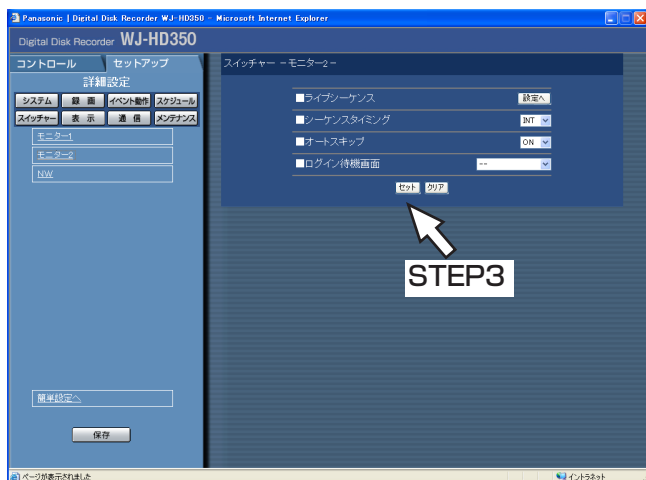 Panasonic | Digital Disk Recorder WJ-HD350 - Microsoft Internet Explorer
Digital Disk Recorder WJ-HD350
コントロール セットアップ
詳細設定
システム 録 画 イベント動作 スケジュール
スイッチャー 表 示 通 信 メンテナンス
モニター1
モニター2
NW
簡単設定へ
保存
スイッチャー －モニター2－
■ライブシーケンス 設定へ
■シーケンスタイミング INT
■オートスキップ ON
■ログイン待機画面 --
セット クリア
STEP3
ページが表示されました イントラネット